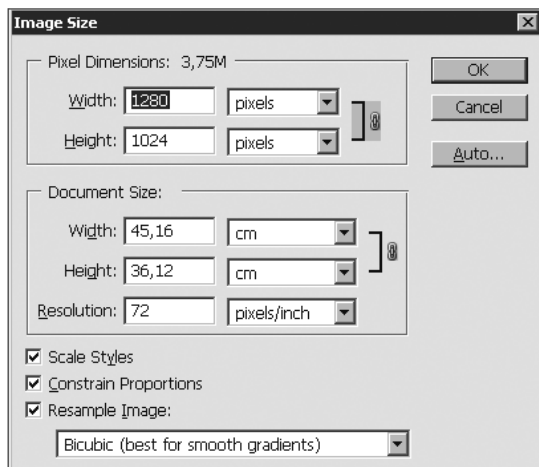 Image Size
Pixel Dimensions: 3,75M
Width: 1280 pixels
Height: 1024 pixels
OK
Cancel
Auto...
Document Size:
Width: 45,16 cm
Height: 36,12 cm
Resolution: 72 pixels/inch
Scale Styles
Constrain Proportions
Resample Image:
Bicubic (best for smooth gradients)